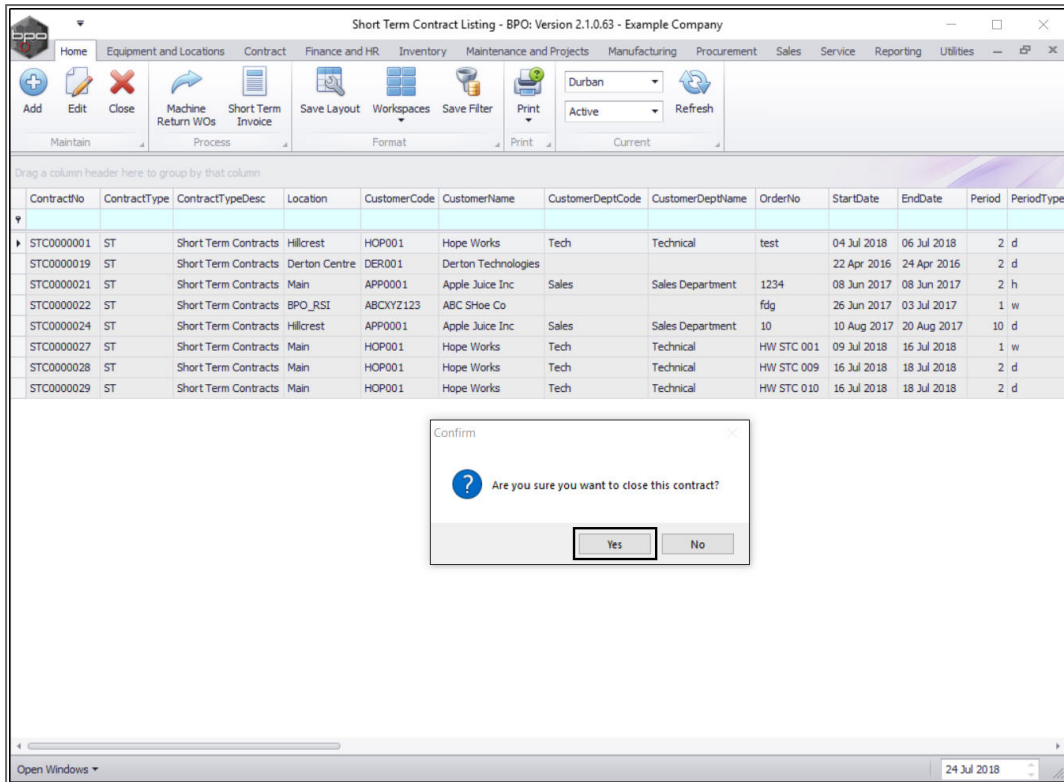 Short Term Contract Listing - BPO: Version 2.1.0.63 - Example Company
bpo
Home Equipment and Locations Contract Finance and HR Inventory Maintenance and Projects Manufacturing Procurement Sales Service Reporting Utilities
Add Edit Close Machine Return WOs Short Term Invoice Save Layout Workspaces Save Filter Print Durban Active Refresh
Maintain Process Format Print Current
Drag a column header here to group by that column
ContractNo ContractType ContractTypeDesc Location CustomerCode CustomerName CustomerDeptCode CustomerDeptName OrderNo StartDate EndDate Period PeriodType
STC0000001 ST Short Term Contracts Hillcrest HOP001 Hope Works Tech Technical test 04 Jul 2018 06 Jul 2018 2 d
STC0000019 ST Short Term Contracts Derton Centre DER001 Derton Technologies 22 Apr 2016 24 Apr 2016 2 d
STC0000021 ST Short Term Contracts Main APP0001 Apple Juice Inc Sales Sales Department 1234 08 Jun 2017 08 Jun 2017 2 h
STC0000022 ST Short Term Contracts BPO_RSI ABCXYZ123 ABC SHoe Co fdg 26 Jun 2017 03 Jul 2017 1 w
STC0000024 ST Short Term Contracts Hillcrest APP0001 Apple Juice Inc Sales Sales Department 10 10 Aug 2017 20 Aug 2017 10 d
STC0000027 ST Short Term Contracts Main HOP001 Hope Works Tech Technical HW STC 001 09 Jul 2018 16 Jul 2018 1 w
STC0000028 ST Short Term Contracts Main HOP001 Hope Works Tech Technical HW STC 009 16 Jul 2018 18 Jul 2018 2 d
STC0000029 ST Short Term Contracts Main HOP001 Hope Works Tech Technical HW STC 010 16 Jul 2018 18 Jul 2018 2 d
Confirm
Are you sure you want to close this contract?
Yes No
Open Windows 24 Jul 2018